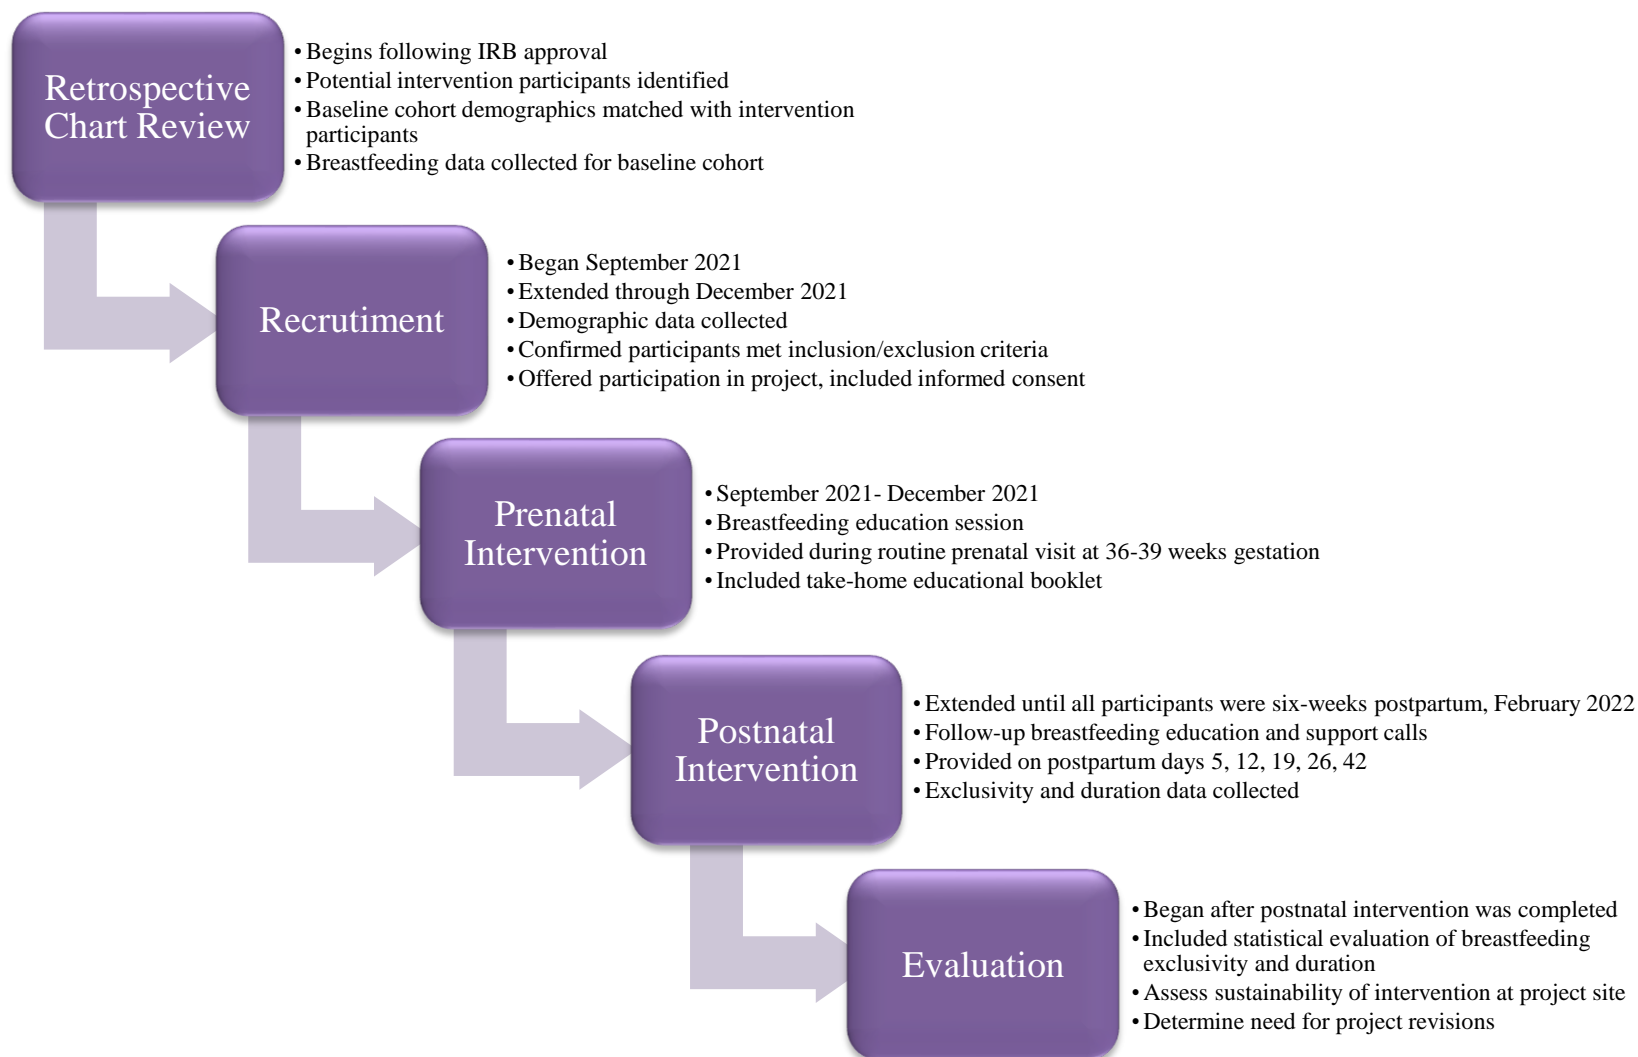 Retrospective
Chart Review
• Begins following IRB approval
• Potential intervention participants identified
• Baseline cohort demographics matched with intervention
participants
• Breastfeeding data collected for baseline cohort
Recrutiment
• Began September 2021
• Extended through December 2021
• Demographic data collected
• Confirmed participants met inclusion/exclusion criteria
• Offered participation in project, included informed consent
Prenatal
Intervention
• September 2021- December 2021
• Breastfeeding education session
• Provided during routine prenatal visit at 36-39 weeks gestation
• Included take-home educational booklet
Postnatal
Intervention
• Extended until all participants were six-weeks postpartum, February 2022
• Follow-up breastfeeding education and support calls
• Provided on postpartum days 5, 12, 19, 26, 42
• Exclusivity and duration data collected
Evaluation
• Began after postnatal intervention was completed
• Included statistical evaluation of breastfeeding
exclusivity and duration
• Assess sustainability of intervention at project site
• Determine need for project revisions